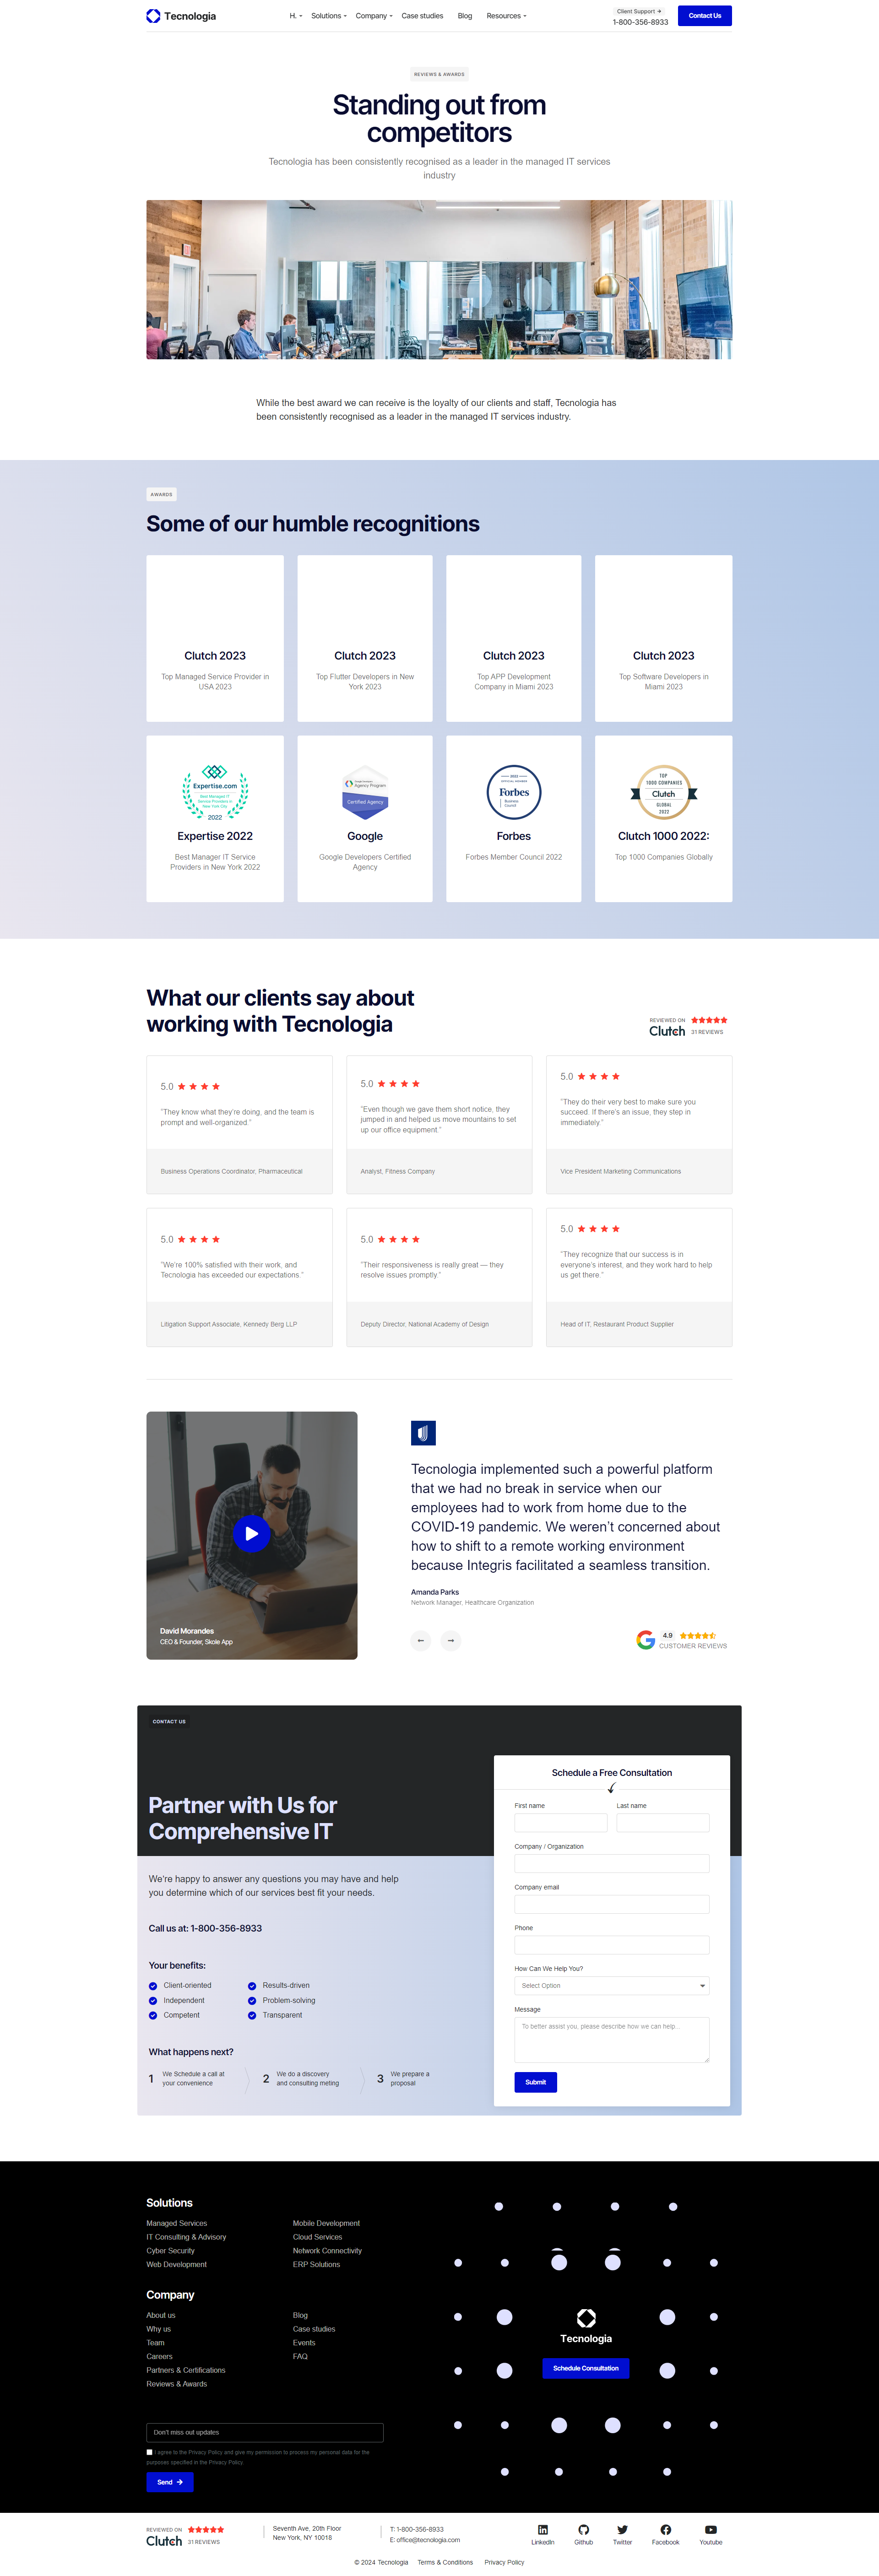 Tecnologia
H.
Solutions
Company
Case studies
Blog
Resources
Client Support →
1-800-356-8933
Contact Us
REVIEWS & AWARDS
Standing out from
competitors
Tecnologia has been consistently recognised as a leader in the managed IT services
industry
While the best award we can receive is the loyalty of our clients and staff, Tecnologia has
been consistently recognised as a leader in the managed IT services industry.
AWARDS
Some of our humble recognitions
Clutch 2023
Top Managed Service Provider in
USA 2023
Clutch 2023
Top Flutter Developers in New
York 2023
Clutch 2023
Top APP Development
Company in Miami 2023
Clutch 2023
Top Software Developers in
Miami 2023
Expertise.com
Best Managed IT
Service Providers in
New York City
2022
Expertise 2022
Best Manager IT Service
Providers in New York 2022
Agency Program
Certified Agency
Google
Google Developers Certified
Agency
2022
OFFICIAL MEMBER
Forbes
Business
Council
Forbes
Forbes Member Council 2022
TOP
1000 COMPANIES
Clutch
GLOBAL
2022
Clutch 1000 2022:
Top 1000 Companies Globally
What our clients say about
working with Tecnologia
REVIEWED ON
Clutch
31 REVIEWS
5.0
“They know what they’re doing, and the team is
prompt and well-organized.”
Business Operations Coordinator, Pharmaceutical
5.0
“Even though we gave them short notice, they
jumped in and helped us move mountains to set
up our office equipment.”
Analyst, Fitness Company
5.0
“They do their very best to make sure you
succeed. If there’s an issue, they step in
immediately.”
Vice President Marketing Communications
5.0
“We’re 100% satisfied with their work, and
Tecnologia has exceeded our expectations.”
Litigation Support Associate, Kennedy Berg LLP
5.0
“Their responsiveness is really great — they
resolve issues promptly.”
Deputy Director, National Academy of Design
5.0
“They recognize that our success is in
everyone’s interest, and they work hard to help
us get there.”
Head of IT, Restaurant Product Supplier
David Morandes
CEO & Founder, Skole App
Tecnologia implemented such a powerful platform
that we had no break in service when our
employees had to work from home due to the
COVID-19 pandemic. We weren’t concerned about
how to shift to a remote working environment
because Integris facilitated a seamless transition.
Amanda Parks
Network Manager, Healthcare Organization
4.9
CUSTOMER REVIEWS
CONTACT US
Partner with Us for
Comprehensive IT
We’re happy to answer any questions you may have and help
you determine which of our services best fit your needs.
Call us at: 1-800-356-8933
Your benefits:
Client-oriented
Results-driven
Independent
Problem-solving
Competent
Transparent
What happens next?
1
We Schedule a call at
your convenience
2
We do a discovery
and consulting meting
3
We prepare a
proposal
Schedule a Free Consultation
First name
Last name
Company / Organization
Company email
Phone
How Can We Help You?
Select Option
Message
To better assist you, please describe how we can help...
Submit
Solutions
Managed Services
Mobile Development
IT Consulting & Advisory
Cloud Services
Cyber Security
Network Connectivity
Web Development
ERP Solutions
Company
About us
Blog
Why us
Case studies
Team
Events
Careers
FAQ
Partners & Certifications
Reviews & Awards
Don't miss out updates
I agree to the Privacy Policy and give my permission to process my personal data for the
purposes specified in the Privacy Policy.
Send →
Tecnologia
Schedule Consultation
REVIEWED ON
Clutch
31 REVIEWS
Seventh Ave, 20th Floor
New York, NY 10018
T: 1-800-356-8933
E: office@tecnologia.com
LinkedIn
Github
Twitter
Facebook
Youtube
© 2024 Tecnologia
Terms & Conditions
Privacy Policy